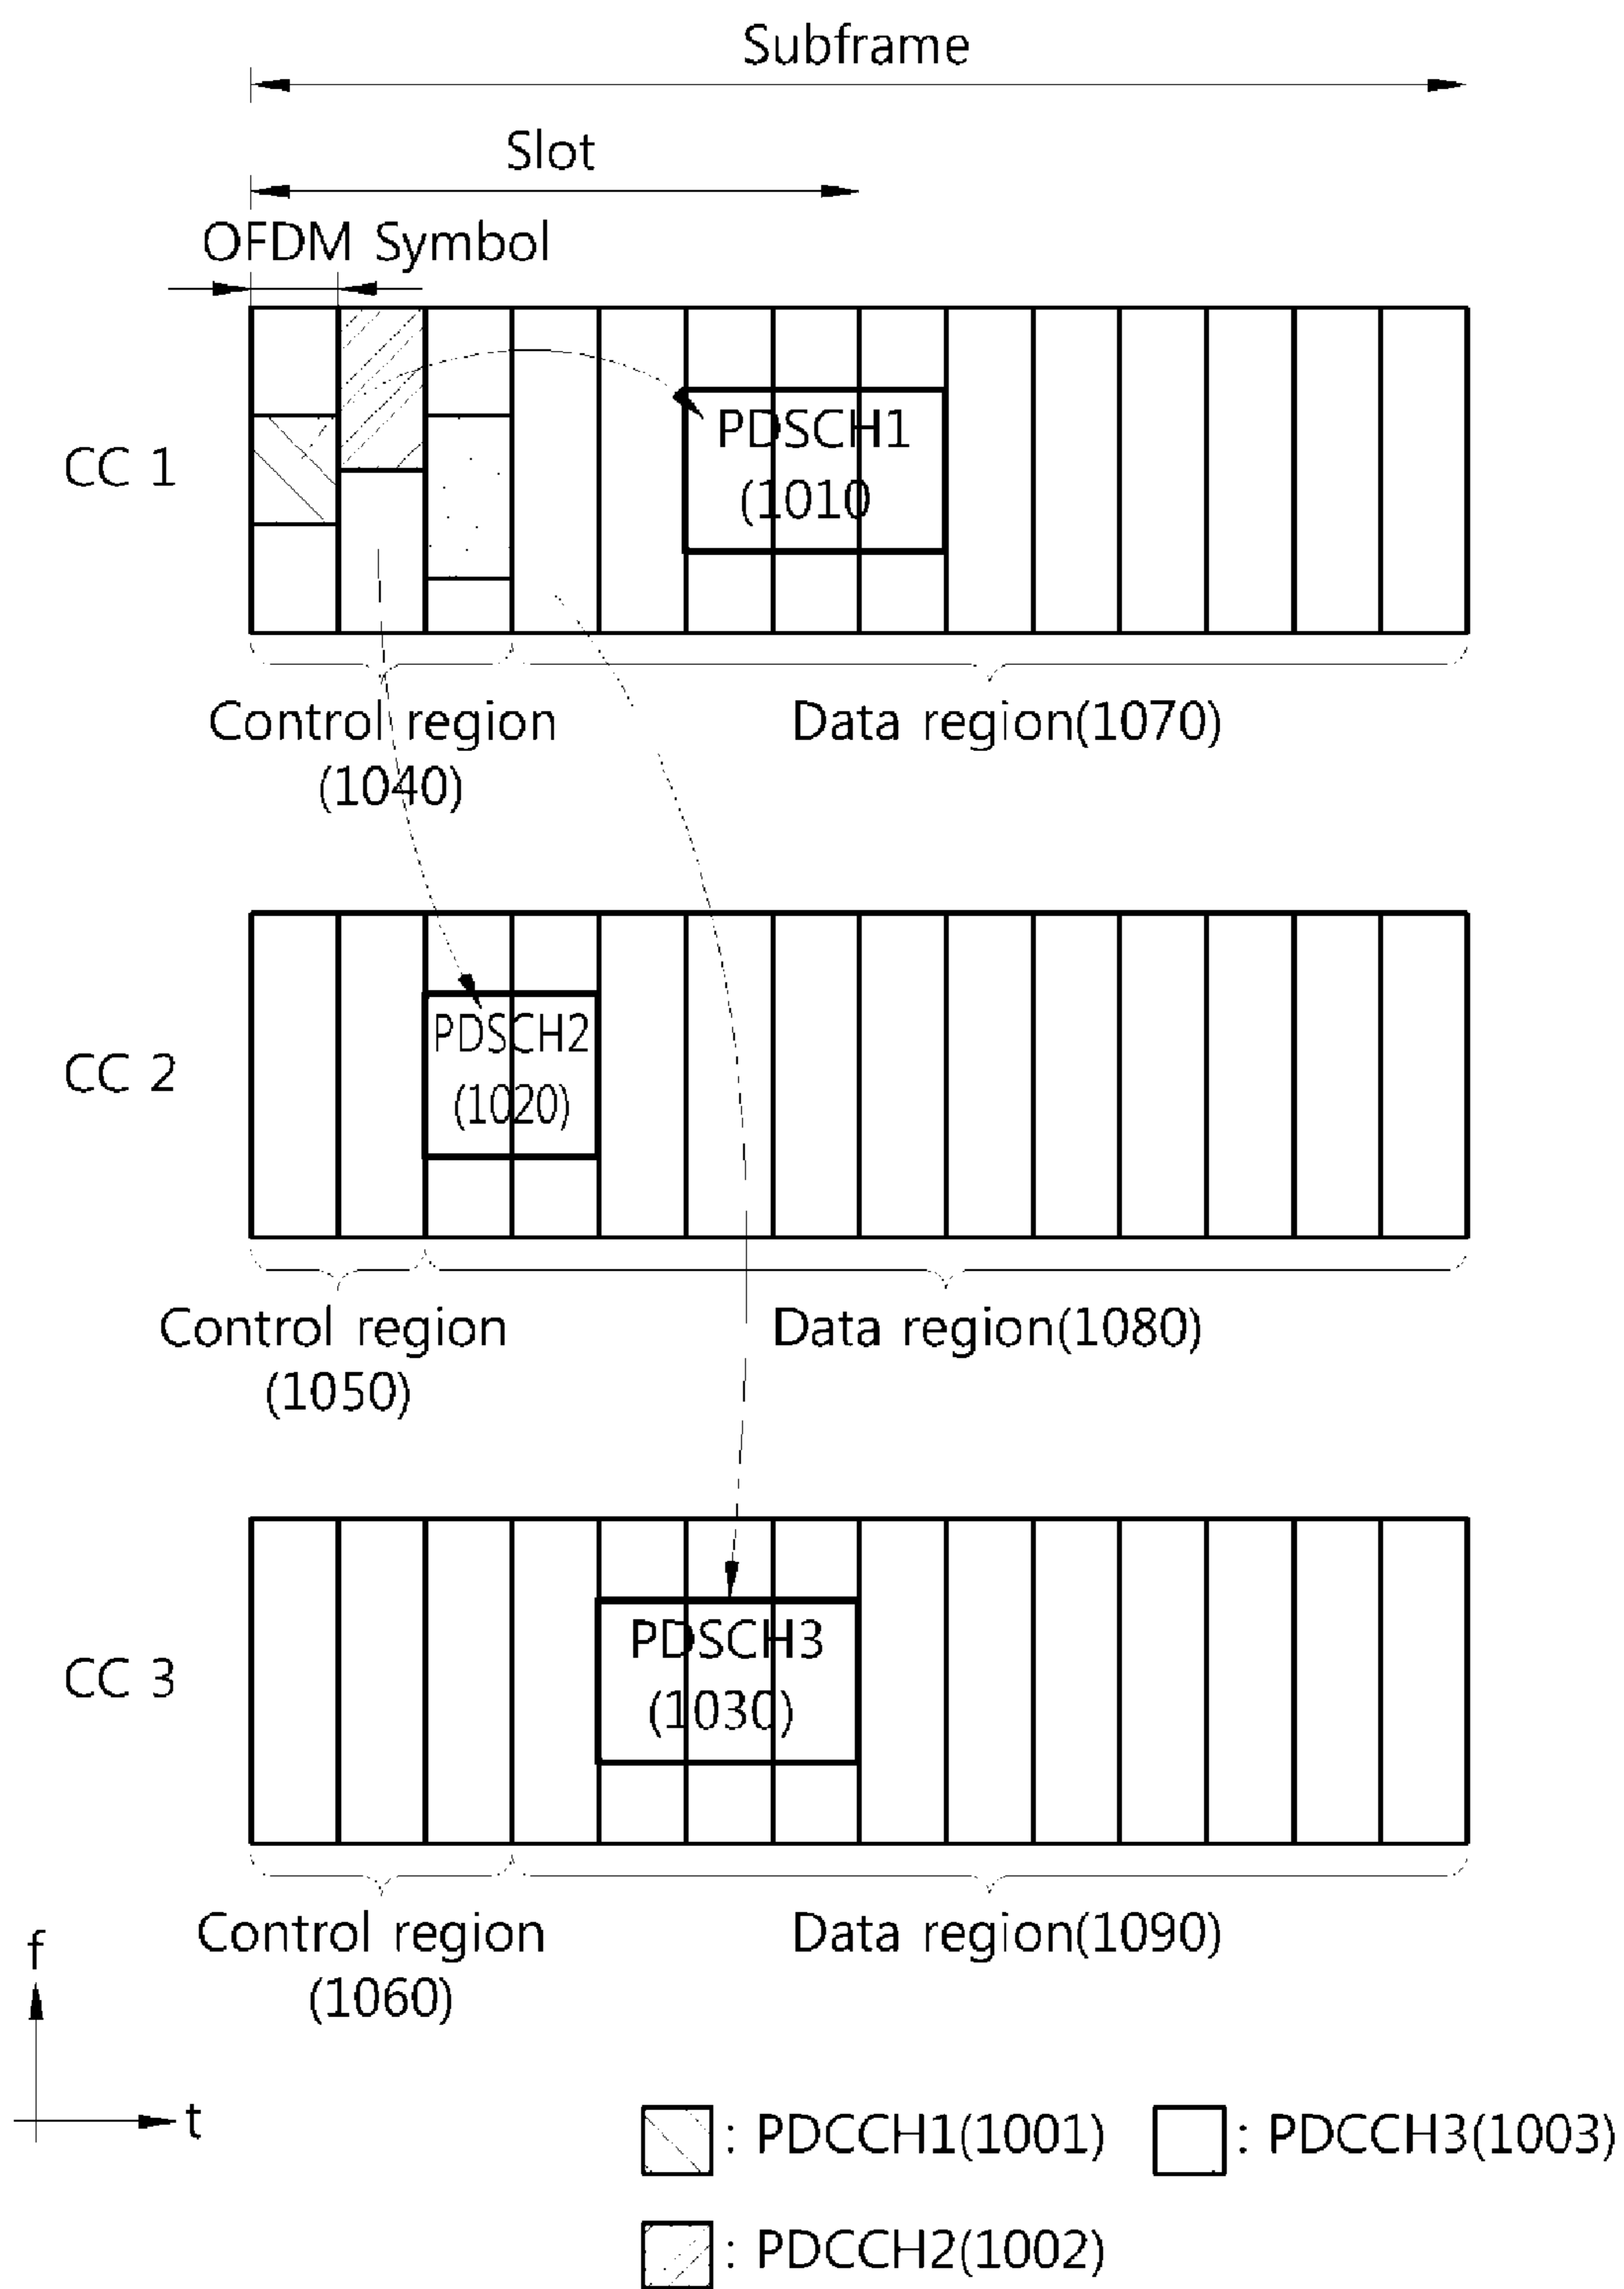 Subframe
Slot
OFDM Symbol
CC 1
PDSCH1
(1010
Control region
(1040)
Data region(1070)
CC 2
PDSCH2
(1020)
Control region
(1050)
Data region(1080)
CC 3
PDSCH3
(1030)
Control region
(1060)
Data region(1090)
f
t
: PDCCH1(1001)
: PDCCH3(1003)
: PDCCH2(1002)